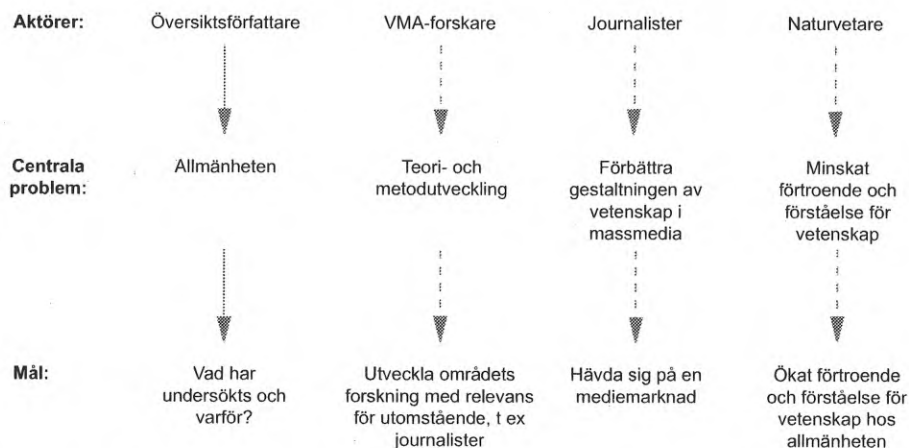 Aktörer: Översiktsförfattare VMA-forskare Journalister Naturvetare
Centrala problem:
Allmänheten
Teori- och
metodutveckling
Förbättra
gestaltningen av
vetenskap i
massmedia
Minskat
förtroende och
förståelse för
vetenskap
Mål:
Vad har
undersökts och
varför?
Utveckla områdets
forskning med relevans
för utomstående, t ex
journalister
Hävda sig på en
mediemarknad
Ökat förtroende
och förståelse för
vetenskap hos
allmänheten